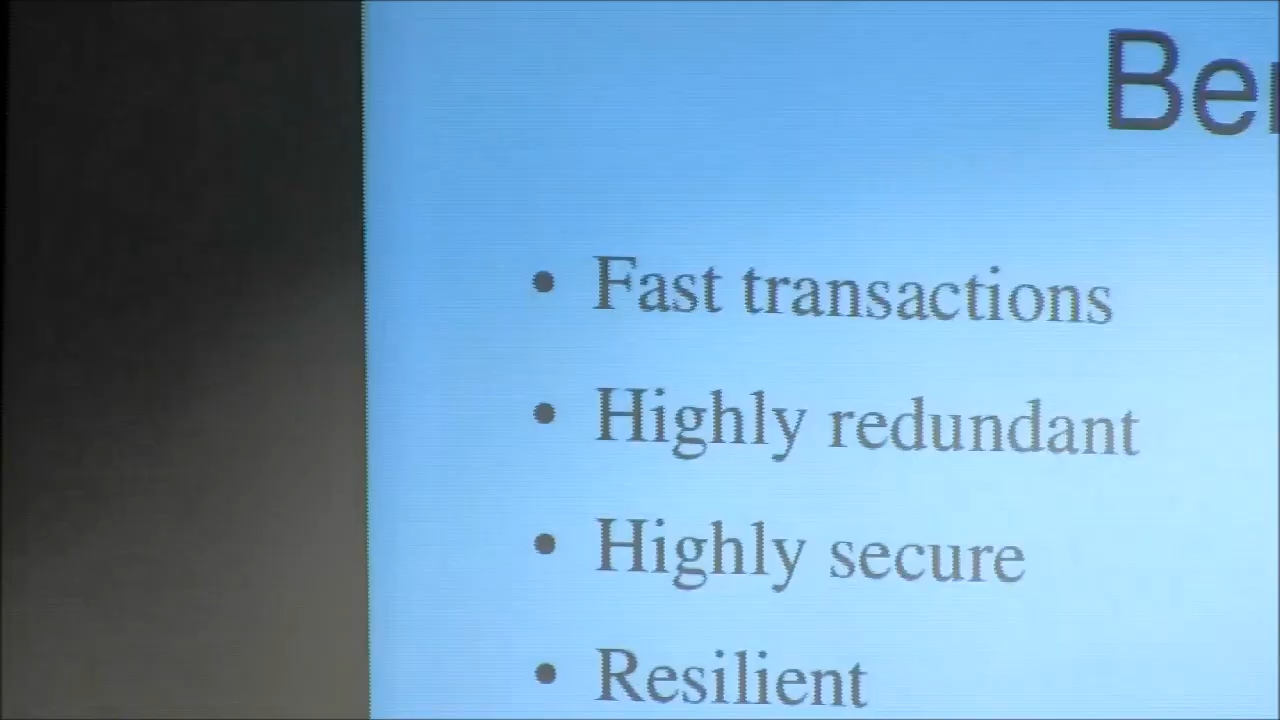 Be
• Fast transactions
• Highly redundant
• Highly secure
• Resilient